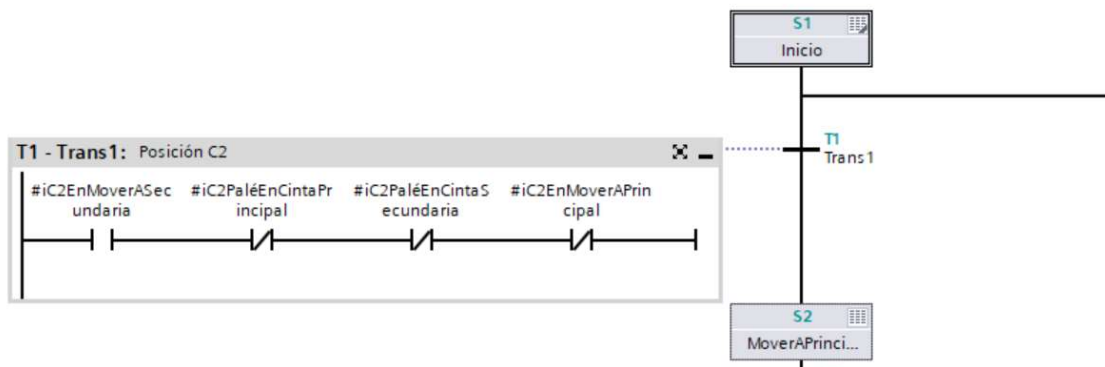 S1
Inicio
T1 - Trans1: Posición C2
T1
Trans1
#iC2EnMoverASec #iC2PaléEnCintaPr #iC2PaléEnCintaS #iC2EnMoverAPrin
undaria incipal ecundaria cipal
S2
MoverAPrinci...